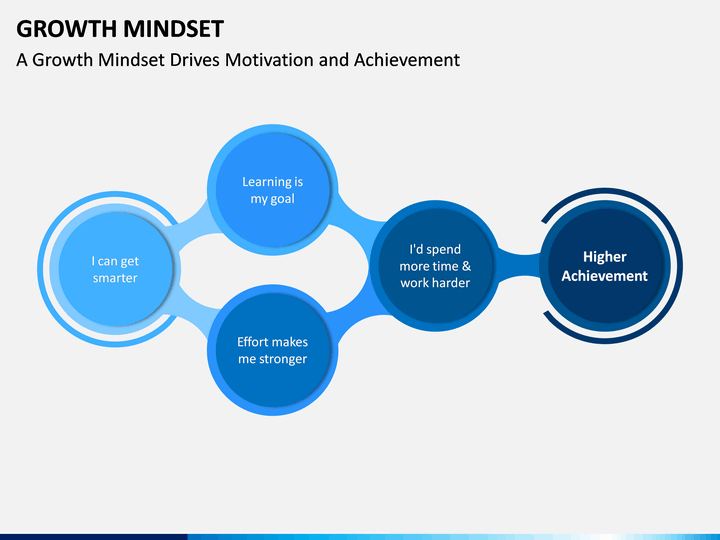 GROWTH MINDSET
A Growth Mindset Drives Motivation and Achievement
I can get
smarter
Learning is
my goal
Effort makes
me stronger
I'd spend
more time &
work harder
Higher
Achievement